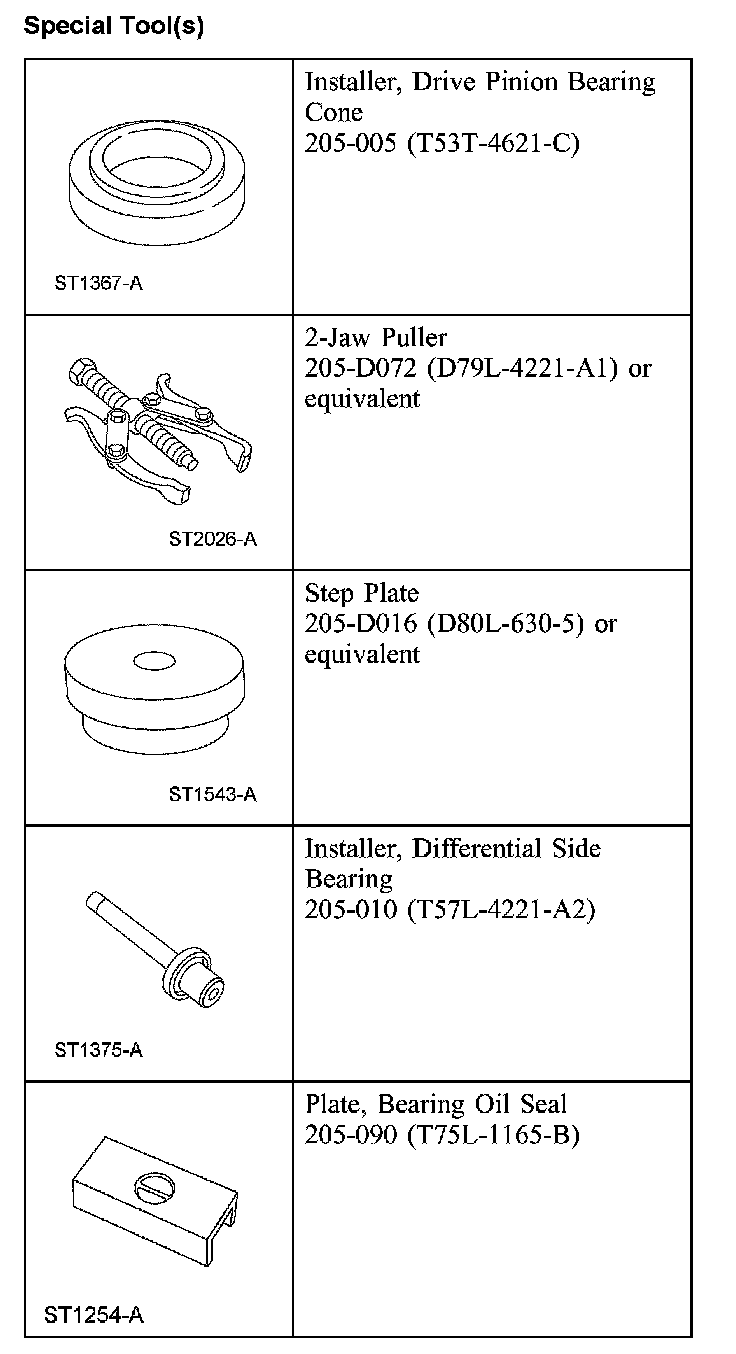 Special Tool(s)
Installer, Drive Pinion Bearing
Cone
205-005 (T53T-4621-C)
ST1367-A
2-Jaw Puller
205-D072 (D79L-4221-A1) or
equivalent
ST2026-A
Step Plate
205-D016 (D80L-630-5) or
equivalent
ST1543-A
Installer, Differential Side
Bearing
205-010 (T57L-4221-A2)
ST1375-A
Plate, Bearing Oil Seal
205-090 (T75L-1165-B)
ST1254-A